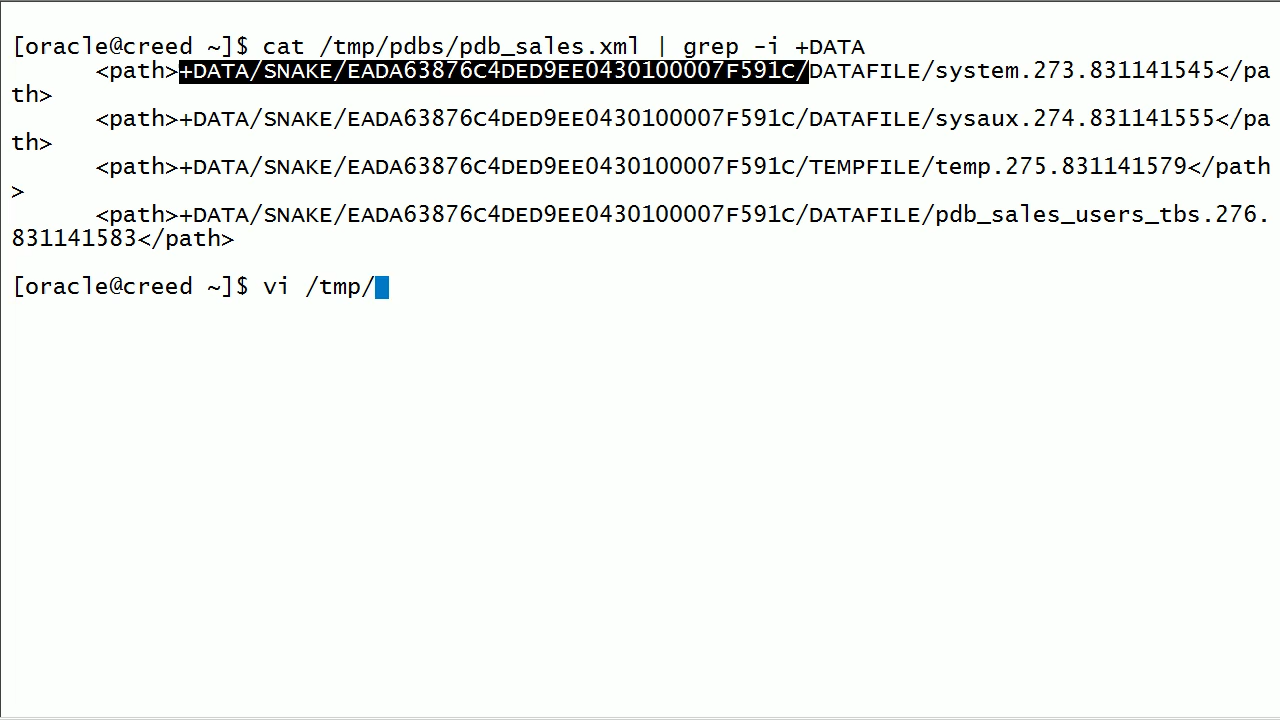 [oracle@creed ~]$ cat /tmp/pdbs/pdb_sales.xml | grep -i +DATA
<path>+DATA/SNAKE/EADA63876C4DED9EE0430100007F591C/DATAFILE/system.273.831141545</pa
th>
<path>+DATA/SNAKE/EADA63876C4DED9EE0430100007F591C/DATAFILE/sysaux.274.831141555</pa
th>
<path>+DATA/SNAKE/EADA63876C4DED9EE0430100007F591C/TEMPFILE/temp.275.831141579</path
>
<path>+DATA/SNAKE/EADA63876C4DED9EE0430100007F591C/DATAFILE/pdb_sales_users_tbs.276.
831141583</path>
[oracle@creed ~]$ vi /tmp/